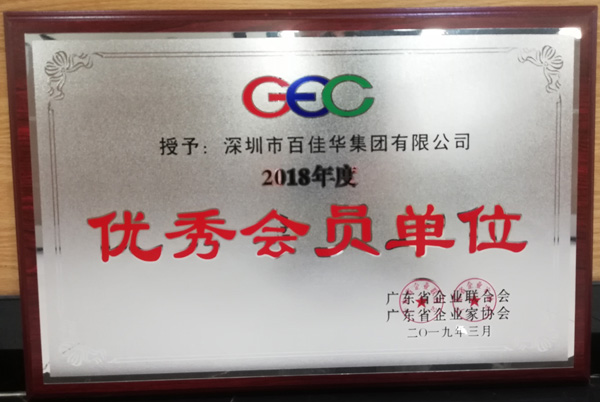 GEC
授予：深圳市百佳华集团有限公司
2018年度
优秀会员单位
广东省企业联合会
广东省企业家协会
二〇一九年三月